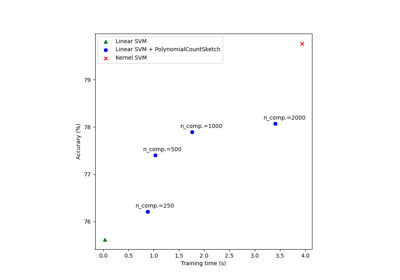 Linear SVM
Linear SVM + PolynomialCountSketch
Kernel SVM
79
n_comp.=2000
78
n_comp.=1000
n_comp.=500
77
n_comp.=250
76
Accurary (%)
0.0 0.5 1.0 1.5 2.0 2.5 3.0 3.5 4.0
Training time (s)